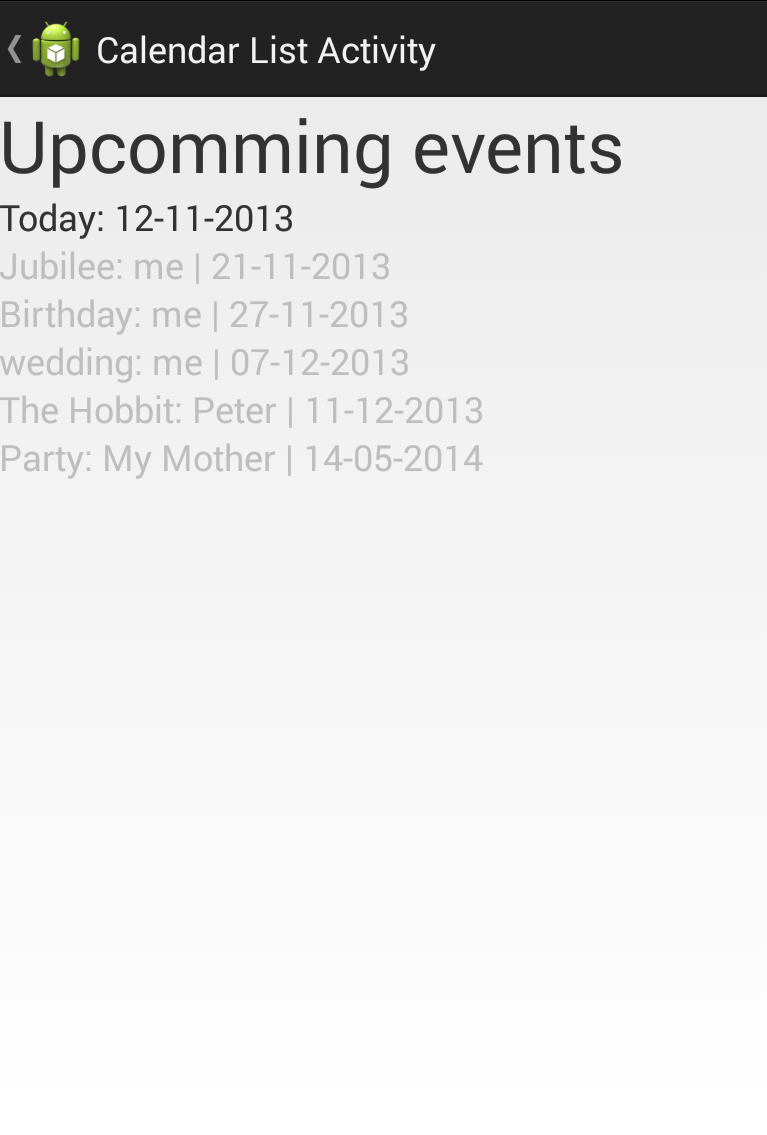 Calendar List Activity
Upcomming events
Today: 12-11-2013
Jubilee: me | 21-11-2013
Birthday: me | 27-11-2013
wedding: me | 07-12-2013
The Hobbit: Peter | 11-12-2013
Party: My Mother | 14-05-2014